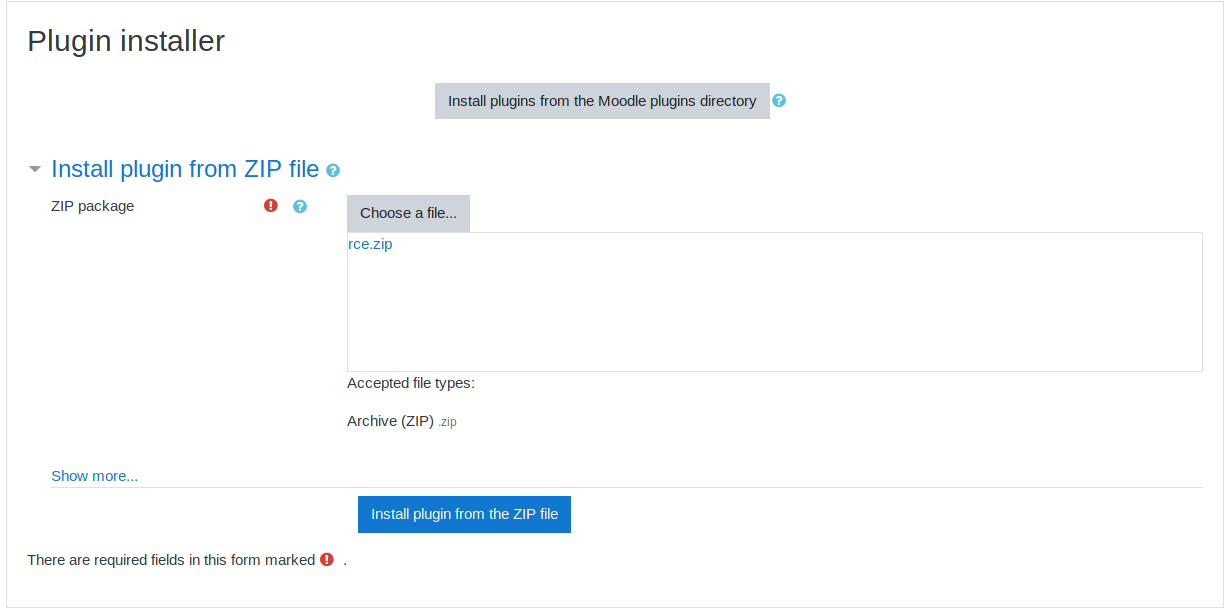 Plugin installer
Install plugins from the Moodle plugins directory
Install plugin from ZIP file
ZIP package
Choose a file...
rce.zip
Accepted file types:
Archive (ZIP) .zip
Show more...
Install plugin from the ZIP file
There are required fields in this form marked .